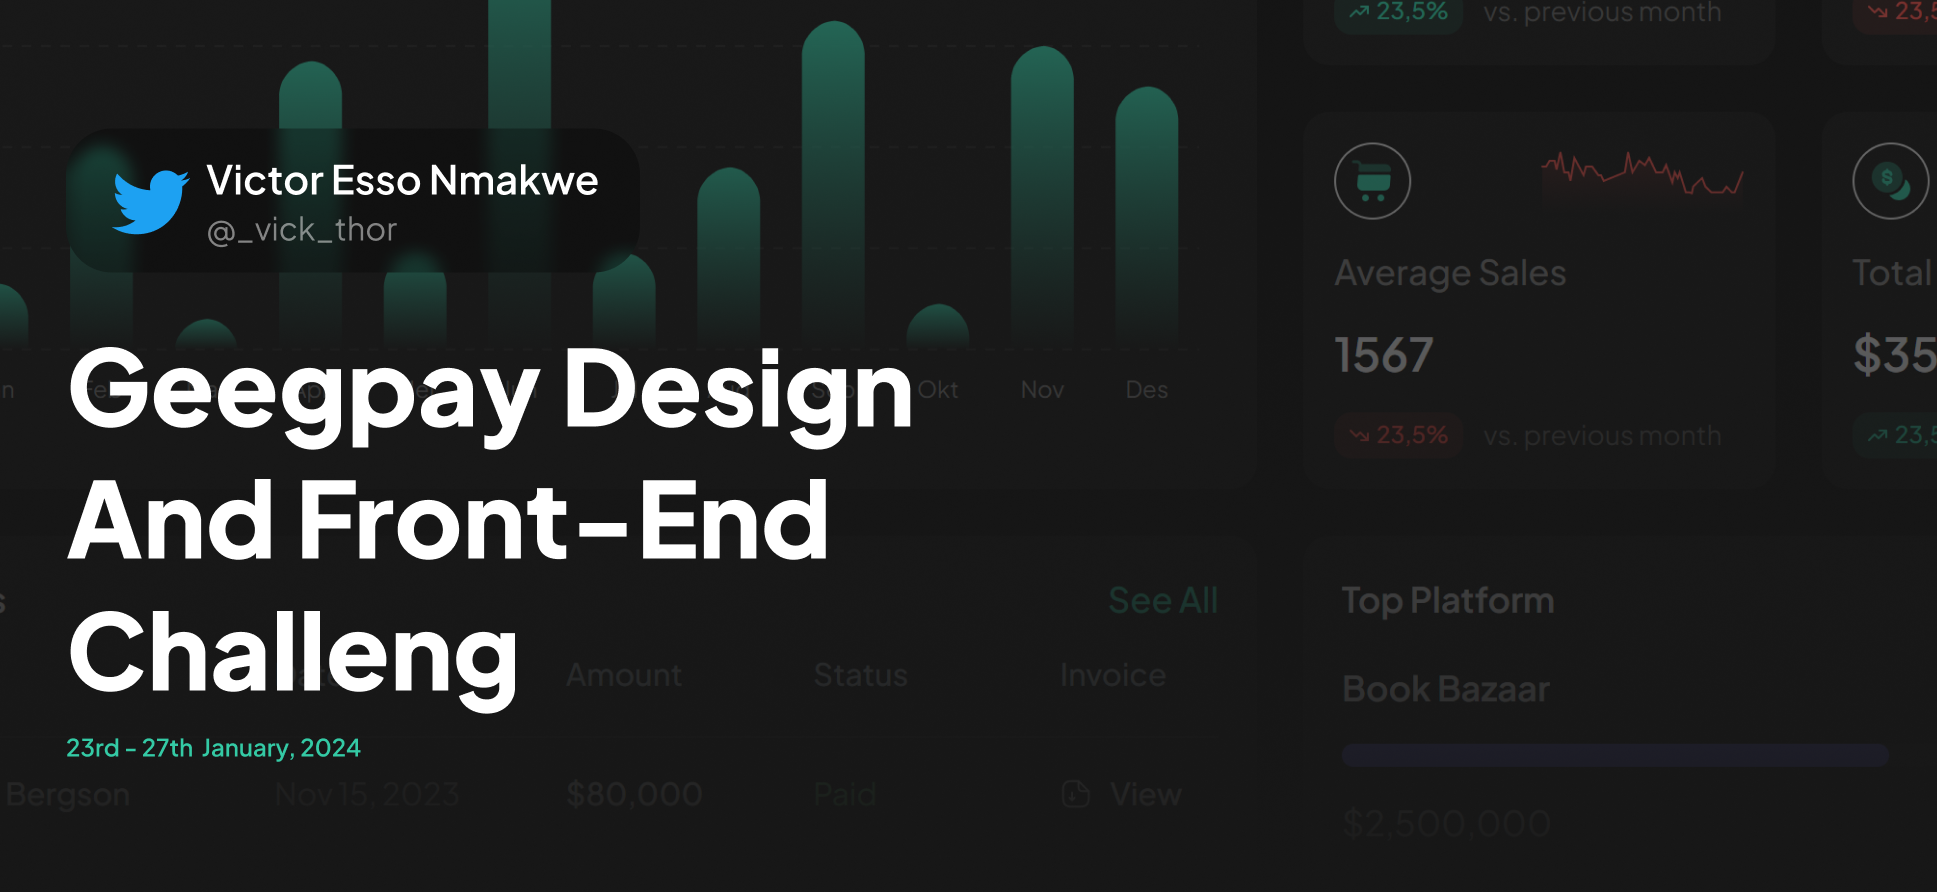 23,5% vs. previous month
23,5
Victor Esso Nmakwe
@_vick_thor
Average Sales
Total
1567
$35
Geegpay Design
Okt Nov Des
23,5% vs. previous month
23,5
And Front-End
See All
Top Platform
Challeng
Amount Status Invoice
Book Bazaar
23rd - 27th January, 2024
Bergson Nov 15, 2023 $80,000 Paid View
$2,500,000